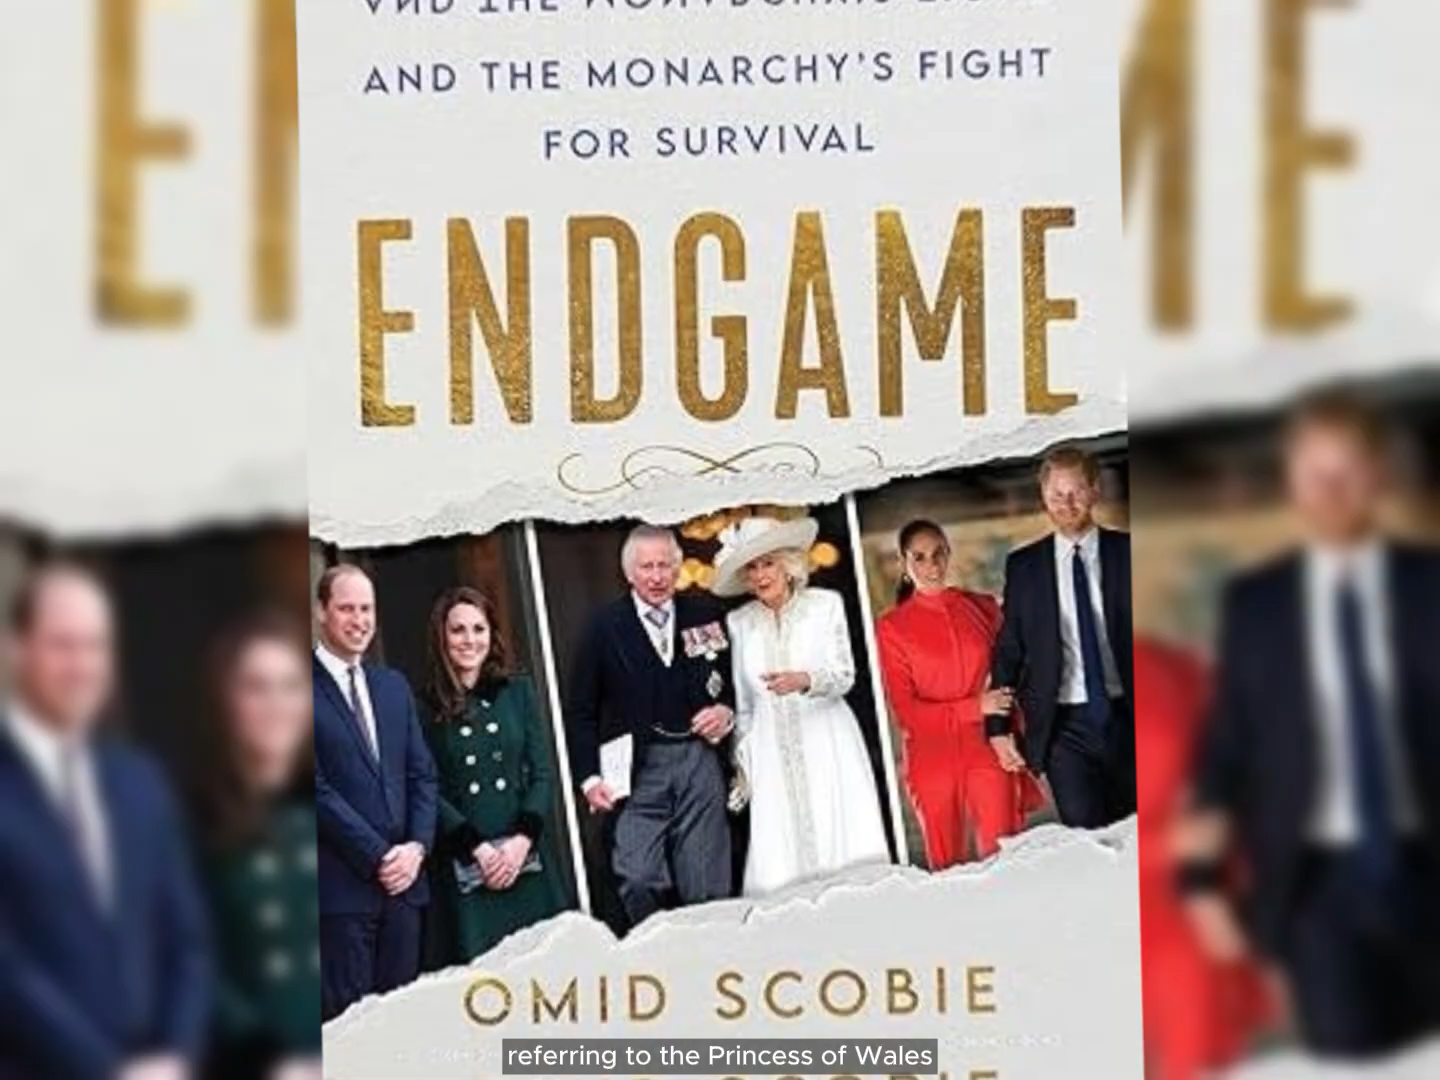 AND THE MONARCHY'S FIGHT
FOR SURVIVAL
ENDGAME
OMID SCOBIE
referring to the Princess of Wales